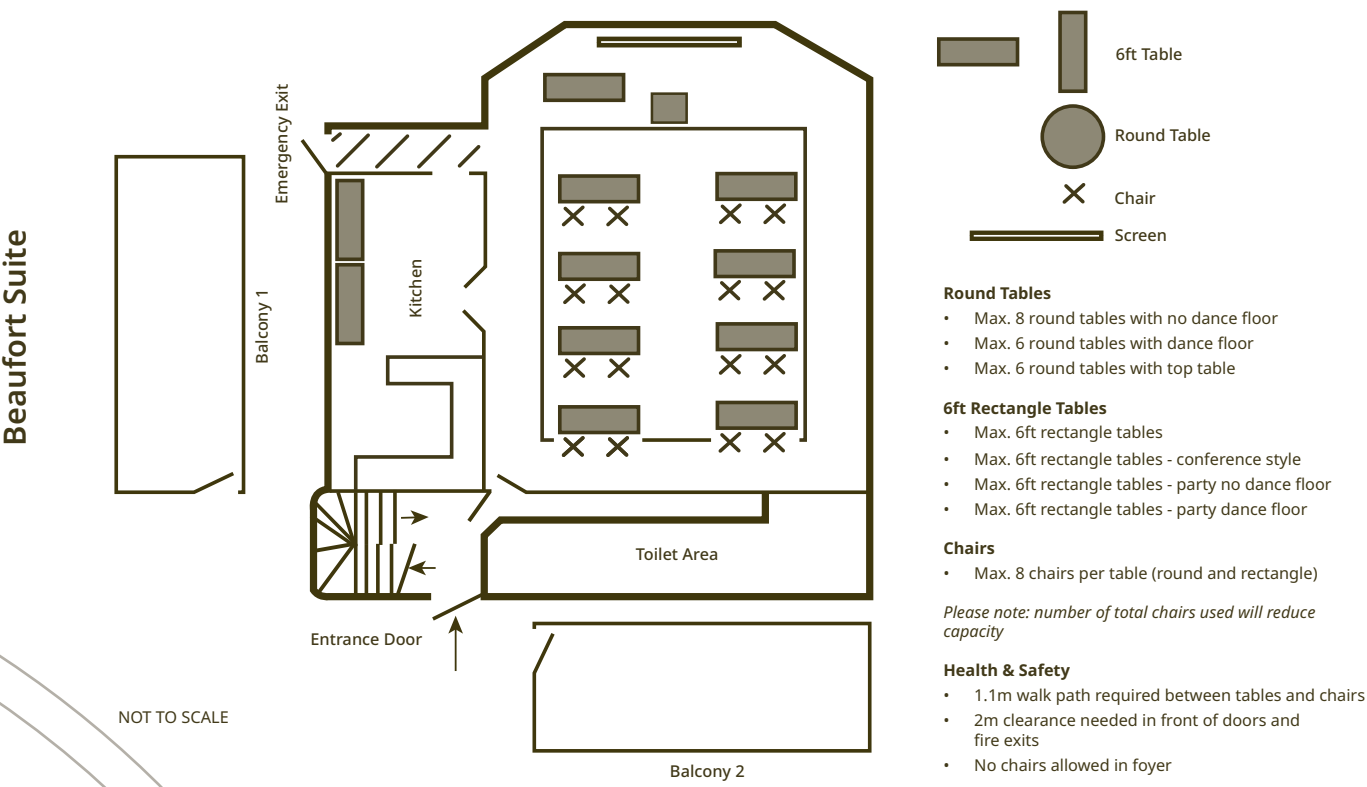 Beaufort Suite
Emergency Exit
Balcony 1
Kitchen
Toilet Area
Entrance Door
Balcony 2
NOT TO SCALE
6ft Table
Round Table
Chair
Screen
Round Tables
• Max. 8 round tables with no dance floor
• Max. 6 round tables with dance floor
• Max. 6 round tables with top table
6ft Rectangle Tables
• Max. 6ft rectangle tables
• Max. 6ft rectangle tables - conference style
• Max. 6ft rectangle tables - party no dance floor
• Max. 6ft rectangle tables - party dance floor
Chairs
• Max. 8 chairs per table (round and rectangle)
Please note: number of total chairs used will reduce
capacity
Health & Safety
• 1.1m walk path required between tables and chairs
• 2m clearance needed in front of doors and
fire exits
• No chairs allowed in foyer